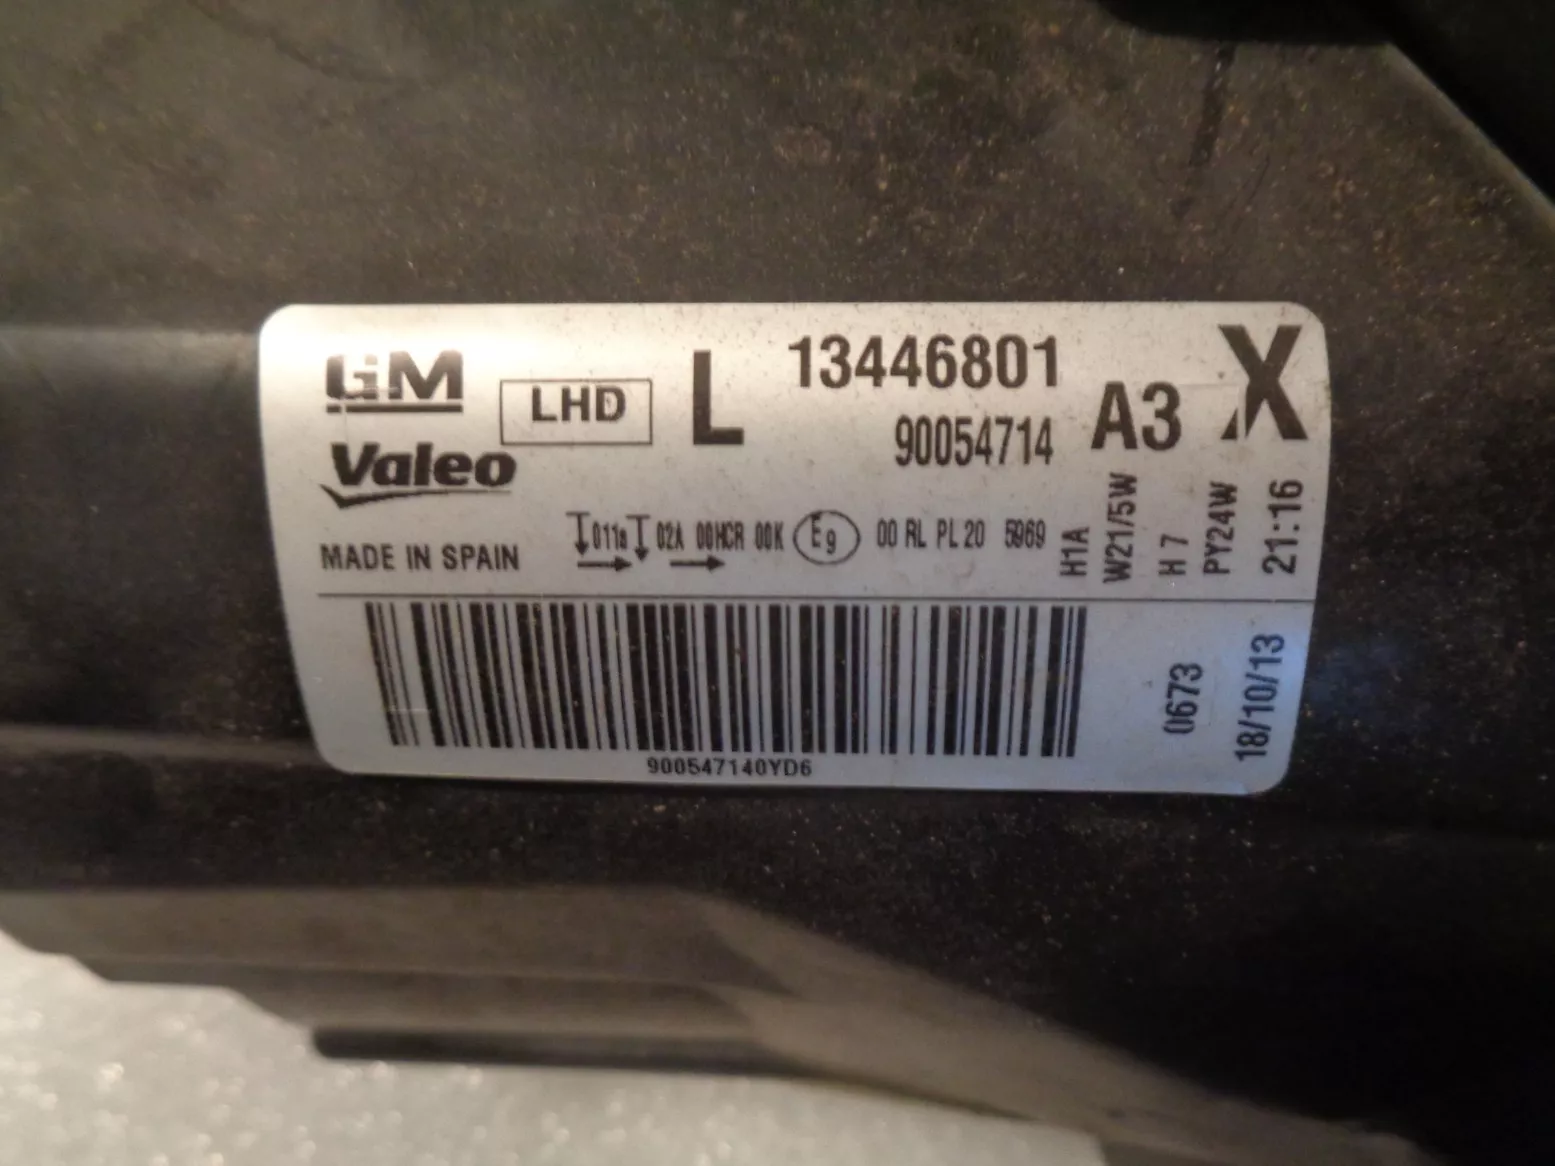 GM
Valeo
LHD
L
13446801
90054714
A3
X
MADE IN SPAIN
011a 02A 00HCR 00K E9 00 RL PL 20 5969
H1A
W21/5W
H 7
PY24W
21:16
900547140YD6
0673
18/10/13